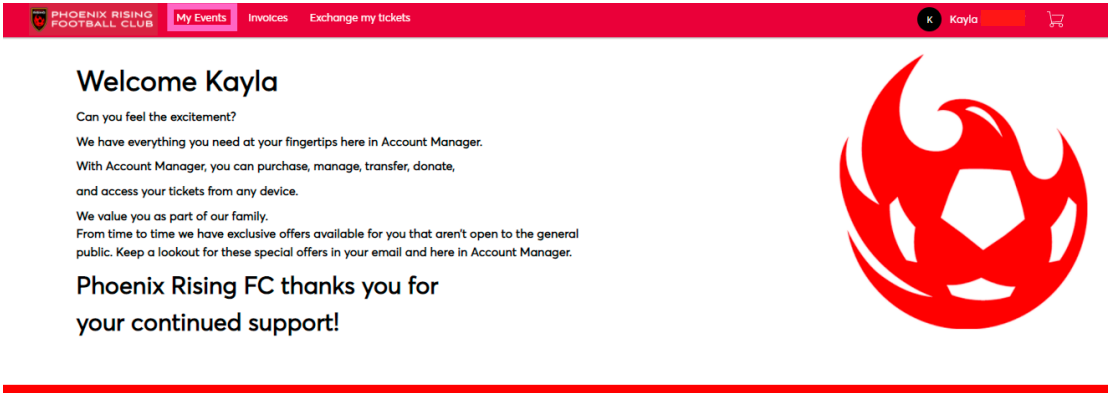 PHOENIX RISING
FOOTBALL CLUB
My Events
Invoices
Exchange my tickets
K
Kayla
Welcome Kayla
Can you feel the excitement?
We have everything you need at your fingertips here in Account Manager.
With Account Manager, you can purchase, manage, transfer, donate,
and access your tickets from any device.
We value you as part of our family.
From time to time we have exclusive offers available for you that aren't open to the general
public. Keep a lookout for these special offers in your email and here in Account Manager.
Phoenix Rising FC thanks you for
your continued support!